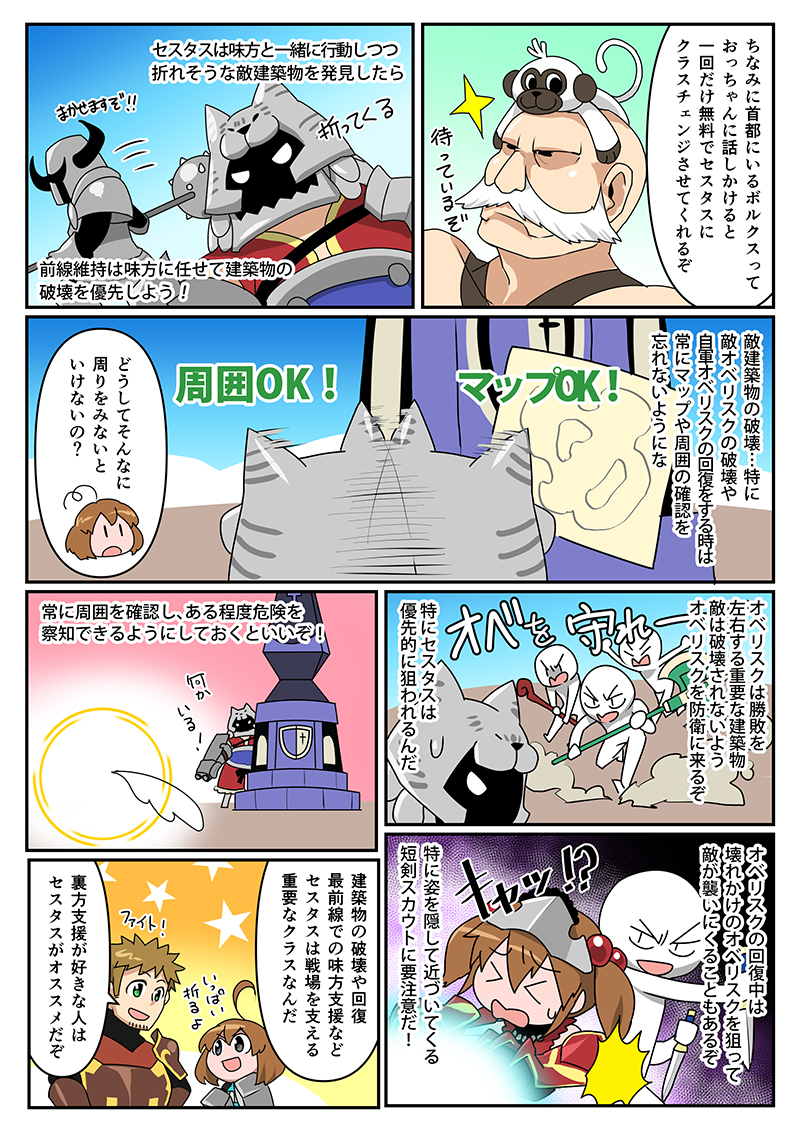 ちなみに首都にいるボルクスって
おっちゃんに話しかけると
一回だけ無料でセスタスに
クラスチェンジさせてくれるぞ
待っているぞ
セスタスは味方と一緒に行動しつつ
折れそうな敵建築物を発見したら
まかせますぞ!!
折ってくる
前線維持は味方に任せて建築物の
破壊を優先しよう！
敵建築物の破壊…特に
敵オベリスクの破壊や
自軍オベリスクの回復をする時は
常にマップや周囲の確認を
忘れないようにな
マップOK！
周囲OK！
どうしてそんなに
周りをみないと
いけないの？
オベリスクは勝敗を
左右する重要な建築物
敵は破壊されないよう
オベリスクを防衛に来るぞ
オベを守れー
特にセスタスは
優先的に狙われるんだ
常に周囲を確認し、ある程度危険を
察知できるようにしておくといいぞ！
何か
いる！
オベリスクの回復中は
壊れかけのオベリスクを狙って
敵が襲いにくることもあるぞ
キャッ!?
特に姿を隠して近づいてくる
短剣スカウトに要注意だ！
建築物の破壊や回復
最前線での味方支援など
セスタスは戦場を支える
重要なクラスなんだ
いっぱい
折るよ
ファイト！
裏方支援が好きな人は
セスタスがオススメだぞ